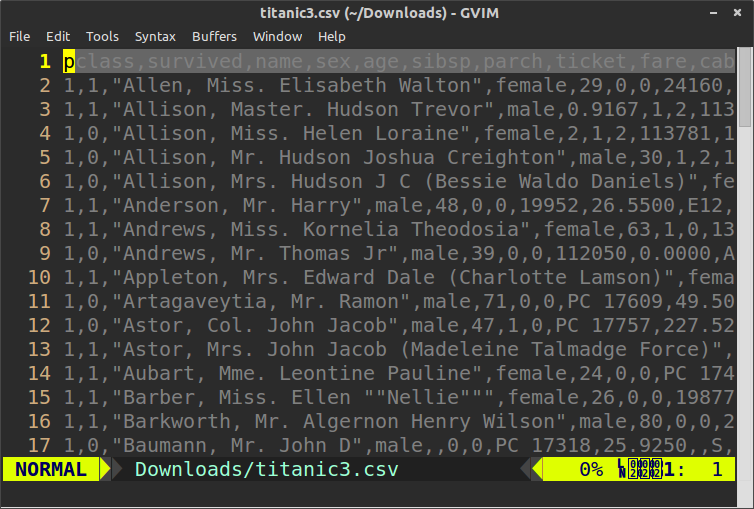 titanic3.csv (~/Downloads) - GVIM
File Edit Tools Syntax Buffers Window Help
1 pclass,survived,name,sex,age,sibsp,parch,ticket,fare,cab
2 1,1,"Allen, Miss. Elisabeth Walton",female,29,0,0,24160,
3 1,1,"Allison, Master. Hudson Trevor",male,0.9167,1,2,113
4 1,0,"Allison, Miss. Helen Loraine",female,2,1,2,113781,1
5 1,0,"Allison, Mr. Hudson Joshua Creighton",male,30,1,2,1
6 1,0,"Allison, Mrs. Hudson J C (Bessie Waldo Daniels)",fe
7 1,1,"Anderson, Mr. Harry",male,48,0,0,19952,26.5500,E12,
8 1,1,"Andrews, Miss. Kornelia Theodosia",female,63,1,0,13
9 1,0,"Andrews, Mr. Thomas Jr",male,39,0,0,112050,0.0000,A
10 1,1,"Appleton, Mrs. Edward Dale (Charlotte Lamson)",fema
11 1,0,"Artagaveytia, Mr. Ramon",male,71,0,0,PC 17609,49.50
12 1,0,"Astor, Col. John Jacob",male,47,1,0,PC 17757,227.52
13 1,1,"Astor, Mrs. John Jacob (Madeleine Talmadge Force)",
14 1,1,"Aubart, Mme. Leontine Pauline",female,24,0,0,PC 174
15 1,1,"Barber, Miss. Ellen ""Nellie""",female,26,0,0,19877
16 1,1,"Barkworth, Mr. Algernon Henry Wilson",male,80,0,0,2
17 1,0,"Baumann, Mr. John D",male,,0,0,PC 17318,25.9250,,S,
NORMAL Downloads/titanic3.csv 0% 1: 1